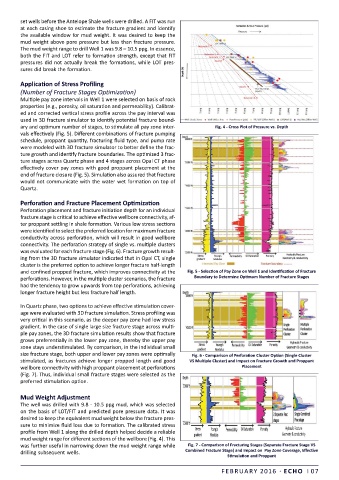 set wells before the Antelope Shale wells were drilled. A FIT was run
at each casing shoe to estimate the fracture gradient and identify
the available window for mud weight. It was desired to keep the
mud weight above pore pressure but less than fracture pressure.
The mud weight range to drill Well 1 was 9.8 – 10.5 ppg. In essence,
both the FIT and LOT refer to formation strength, except that FIT
pressures did not actually break the formations, while LOT pres-
sures did break the formation.
Application of Stress Profiling
(Number of Fracture Stages Optimization)
Multiple pay zone intervals in Well 1 were selected on basis of rock
properties (e.g., porosity, oil saturation and permeability). Calibrat-
ed and corrected vertical stress profile across the pay interval was
used in 3D fracture simulator to identify potential fracture bound-
ary and optimum number of stages, to stimulate all pay zone inter-
vals effectively (Fig. 5). Different combinations of fracture pumping
schedule, proppant quantity, fracturing fluid type, and pump rate
were modeled with 3D fracture simulator to better define the frac-
ture growth and identify fracture boundaries. The optimized 3 frac-
ture stages across Quartz phase and 4 stages across Opal CT phase
effectively cover pay zones with good proppant placement at the
end of fracture closure (Fig. 5). Simulation also assured that fracture
would not communicate with the water wet formation on top of
Quartz.
Perforation and Fracture Placement Optimization
Perforation placement and fracture initiation depth for an individual
fracture stage is critical to achieve effective wellbore connectivity, af-
ter proppant settling in shale formation. Various low stress sections
were identified to select the preferred location for maximum fracture
conductivity across perforation, which will result in good wellbore
connectivity. The perforation strategy of single vs. multiple clusters
was evaluated for each fracture stage (Fig. 6). Fracture growth result-
ing from the 3D fracture simulator indicated that in Opal CT, single
cluster is the preferred option to achieve longer fracture half-length
and confined propped fracture, which improves connectivity at the
perforations. However, in the multiple cluster scenarios, the fracture
had the tendency to grow upwards from top perforations, achieving
longer fracture height but less fracture half length.
In Quartz phase, two options to achieve effective stimulation cover-
age were evaluated with 3D fracture simulation. Stress profiling was
very critical in this scenario, as the deeper pay zone had low stress
gradient. In the case of single large size fracture stage across multi-
ple pay zones, the 3D fracture simulation results show that fracture
grows preferentially in the lower pay zone, thereby the upper pay
zone stays understimulated. By comparison, in the individual small
size fracture stage, both upper and lower pay zones were optimally
stimulated, as fractures achieve longer propped length and good
wellbore connectivity with high proppant placement at perforations
(Fig. 7). Thus, individual small fracture stages were selected as the
preferred stimulation option.
Mud Weight Adjustment
The well was drilled with 9.8 - 10.5 ppg mud, which was selected
on the basis of LOT/FIT and predicted pore pressure data. It was
desired to keep the equivalent mud weight below the fracture pres-
sure to minimize fluid loss due to formation. The calibrated stress
profile from Well 1 along the drilled depth helped decide a reliable
mud weight range for different sections of the wellbore (Fig. 4). This
was further useful in narrowing down the mud weight range while
drilling subsequent wells.
Fig. 4 - Cross Plot of Pressure vs. Depth
Fig. 5 - Selection of Pay Zone on Well 1 and Identification of Fracture
Boundary to Determine Optimum Number of Fracture Stages
Fig. 6 - Comparison of Perforation Cluster Option (Single Cluster
VS Multiple Cluster) and Impact on Fracture Growth and Proppant
Placement
Fig. 7 - Comparison of Fracturing Stages (Separate Fracture Stage VS
Combined Fracture Stage) and Impact on Pay Zone Coverage, Effective
Stimulation and Proppant
FEBRUARY 2016 - ECHO | 07